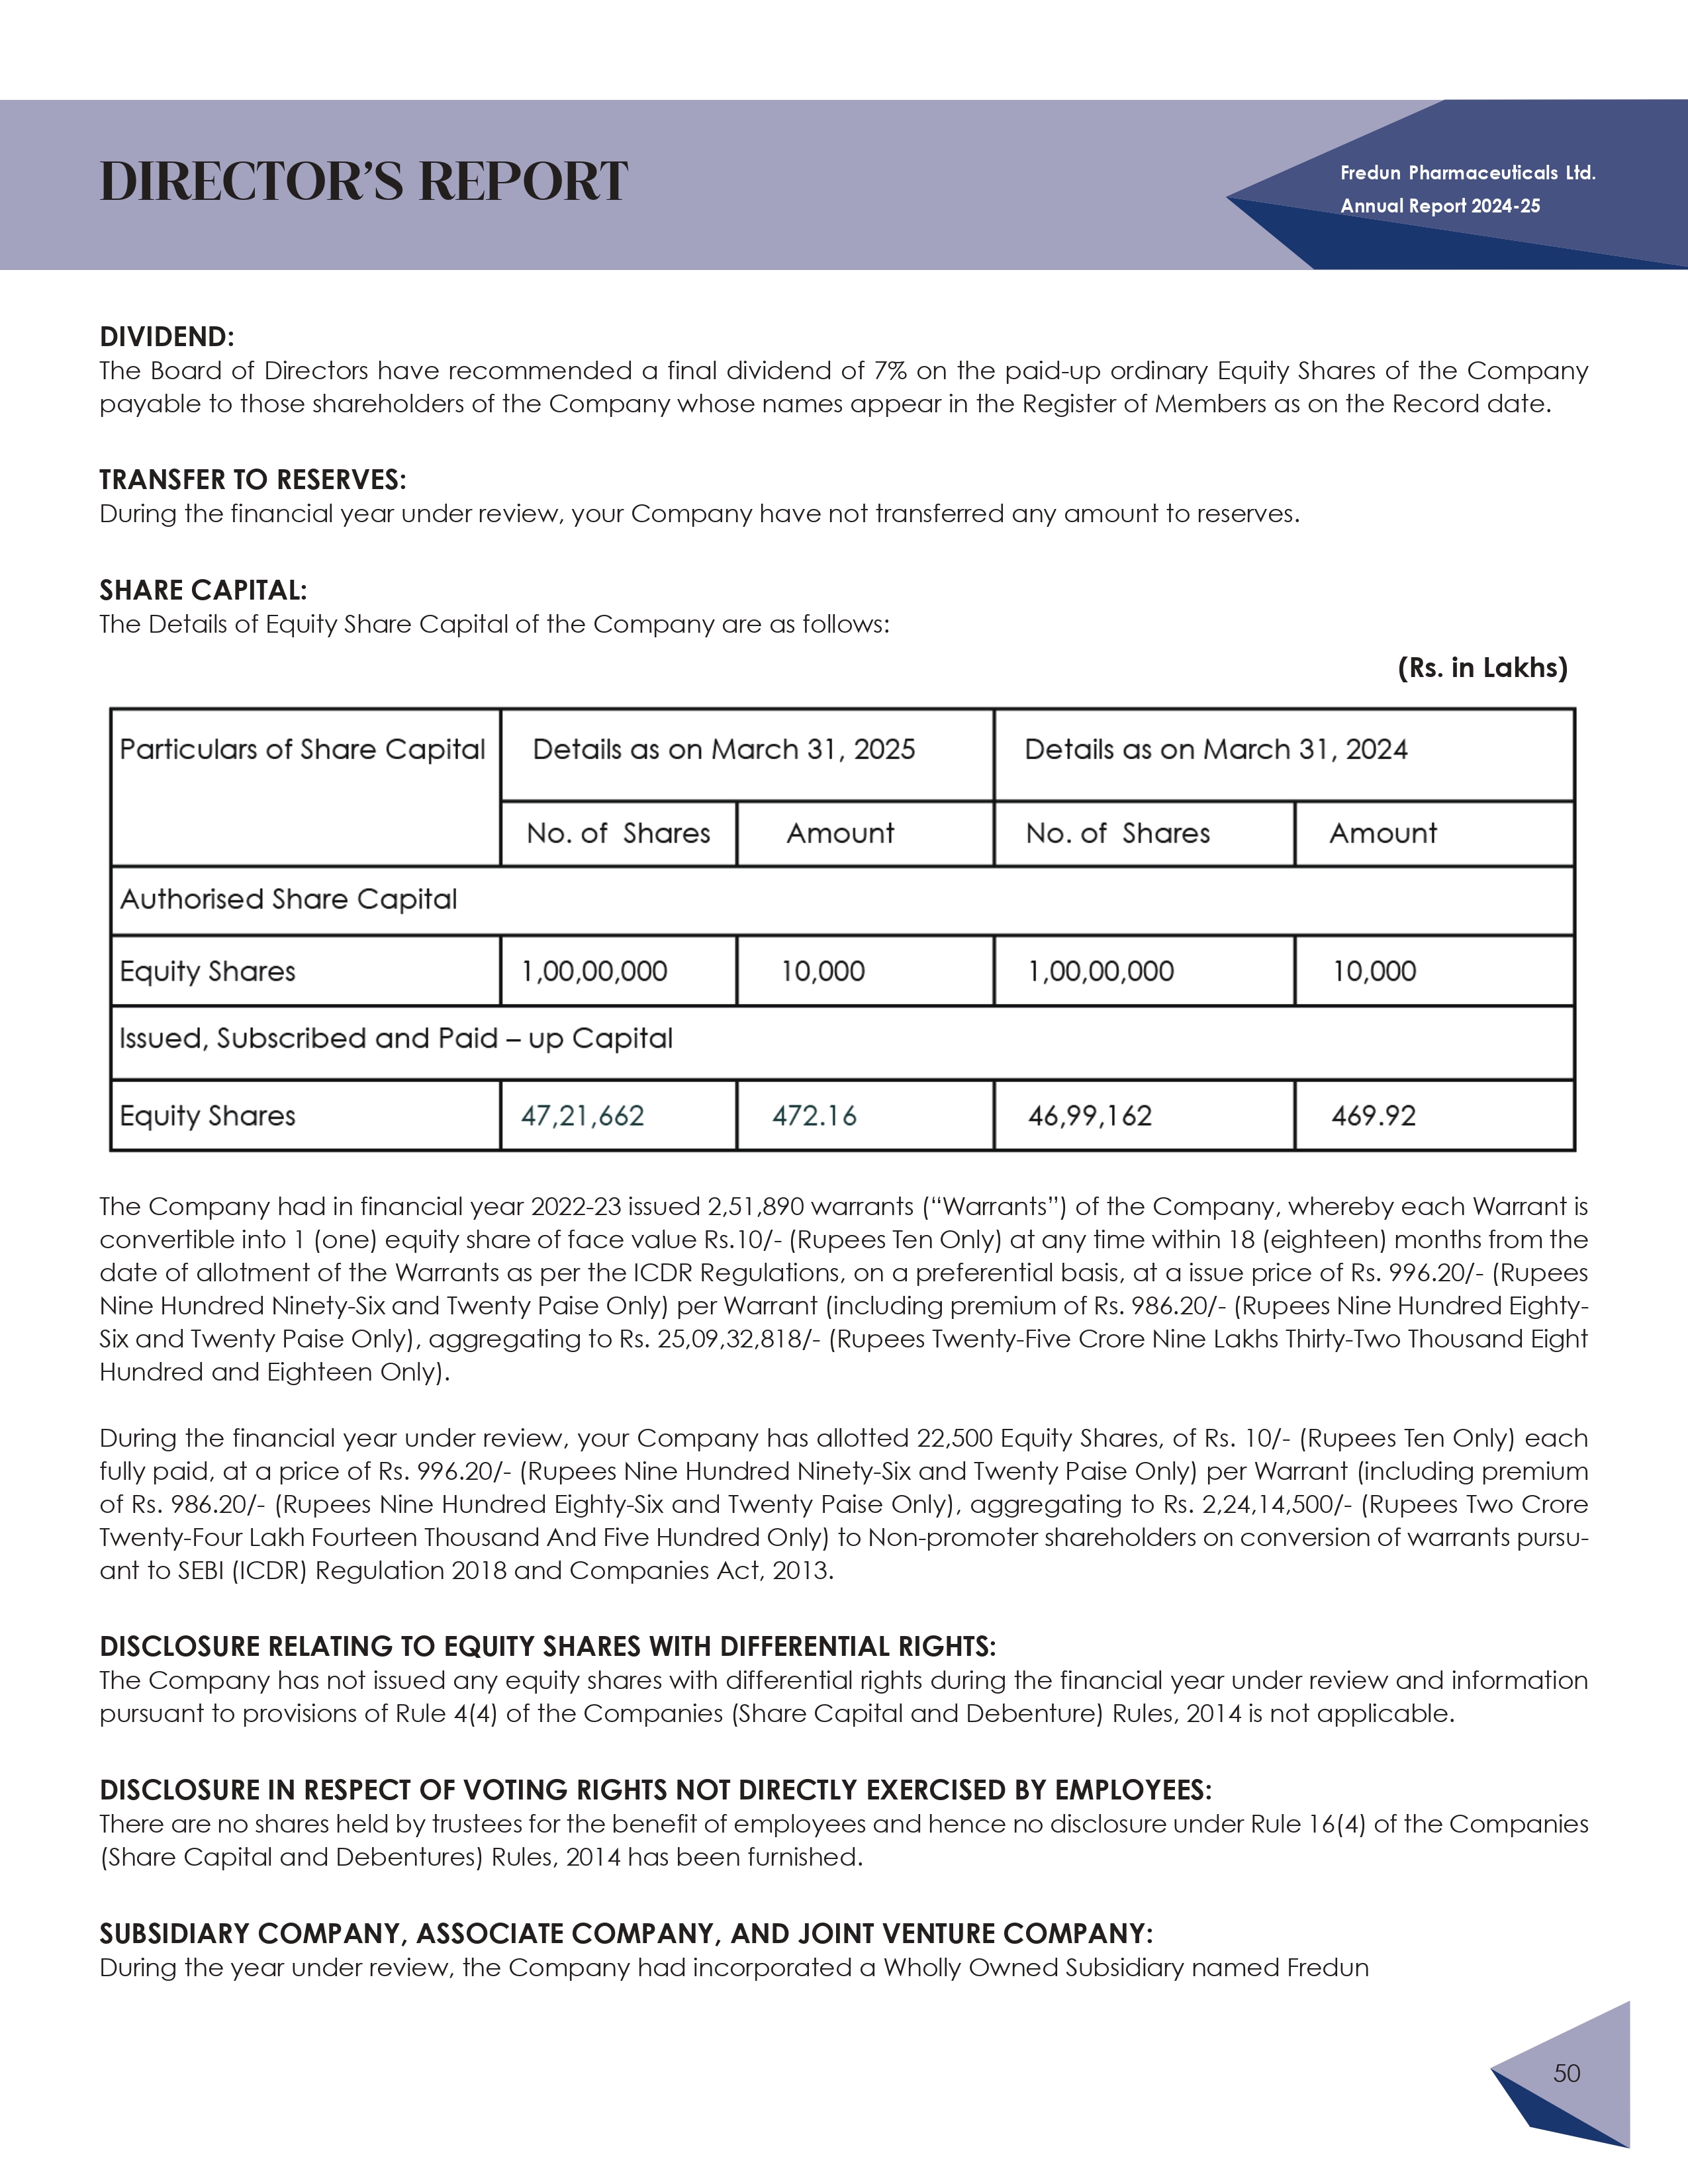 DIRECTOR’S REPORT
Fredun Pharmaceuticals Ltd.
Annual Report 2024-25
DIVIDEND:
The Board of Directors have recommended a final dividend of 7% on the paid-up ordinary Equity Shares of the Company
payable to those shareholders of the Company whose names appear in the Register of Members as on the Record date.
TRANSFER TO RESERVES:
During the financial year under review, your Company have not transferred any amount to reserves.
SHARE CAPITAL:
The Details of Equity Share Capital of the Company are as follows:
(Rs. in Lakhs)
Particulars of Share Capital Details as on March 31, 2025 Details as on March 31, 2024
No. of Shares Amount No. of Shares Amount
Authorised Share Capital
Equity Shares 1,00,00,000 10,000 1,00,00,000 10,000
Issued, Subscribed and Paid – up Capital
Equity Shares 47,21,662 472.16 46,99,162 469.92
The Company had in financial year 2022-23 issued 2,51,890 warrants (“Warrants”) of the Company, whereby each Warrant is
convertible into 1 (one) equity share of face value Rs.10/- (Rupees Ten Only) at any time within 18 (eighteen) months from the
date of allotment of the Warrants as per the ICDR Regulations, on a preferential basis, at a issue price of Rs. 996.20/- (Rupees
Nine Hundred Ninety-Six and Twenty Paise Only) per Warrant (including premium of Rs. 986.20/- (Rupees Nine Hundred Eighty-
Six and Twenty Paise Only), aggregating to Rs. 25,09,32,818/- (Rupees Twenty-Five Crore Nine Lakhs Thirty-Two Thousand Eight
Hundred and Eighteen Only).
During the financial year under review, your Company has allotted 22,500 Equity Shares, of Rs. 10/- (Rupees Ten Only) each
fully paid, at a price of Rs. 996.20/- (Rupees Nine Hundred Ninety-Six and Twenty Paise Only) per Warrant (including premium
of Rs. 986.20/- (Rupees Nine Hundred Eighty-Six and Twenty Paise Only), aggregating to Rs. 2,24,14,500/- (Rupees Two Crore
Twenty-Four Lakh Fourteen Thousand And Five Hundred Only) to Non-promoter shareholders on conversion of warrants pursu-
ant to SEBI (ICDR) Regulation 2018 and Companies Act, 2013.
DISCLOSURE RELATING TO EQUITY SHARES WITH DIFFERENTIAL RIGHTS:
The Company has not issued any equity shares with differential rights during the financial year under review and information
pursuant to provisions of Rule 4(4) of the Companies (Share Capital and Debenture) Rules, 2014 is not applicable.
DISCLOSURE IN RESPECT OF VOTING RIGHTS NOT DIRECTLY EXERCISED BY EMPLOYEES:
There are no shares held by trustees for the benefit of employees and hence no disclosure under Rule 16(4) of the Companies
(Share Capital and Debentures) Rules, 2014 has been furnished.
SUBSIDIARY COMPANY, ASSOCIATE COMPANY, AND JOINT VENTURE COMPANY:
During the year under review, the Company had incorporated a Wholly Owned Subsidiary named Fredun
50